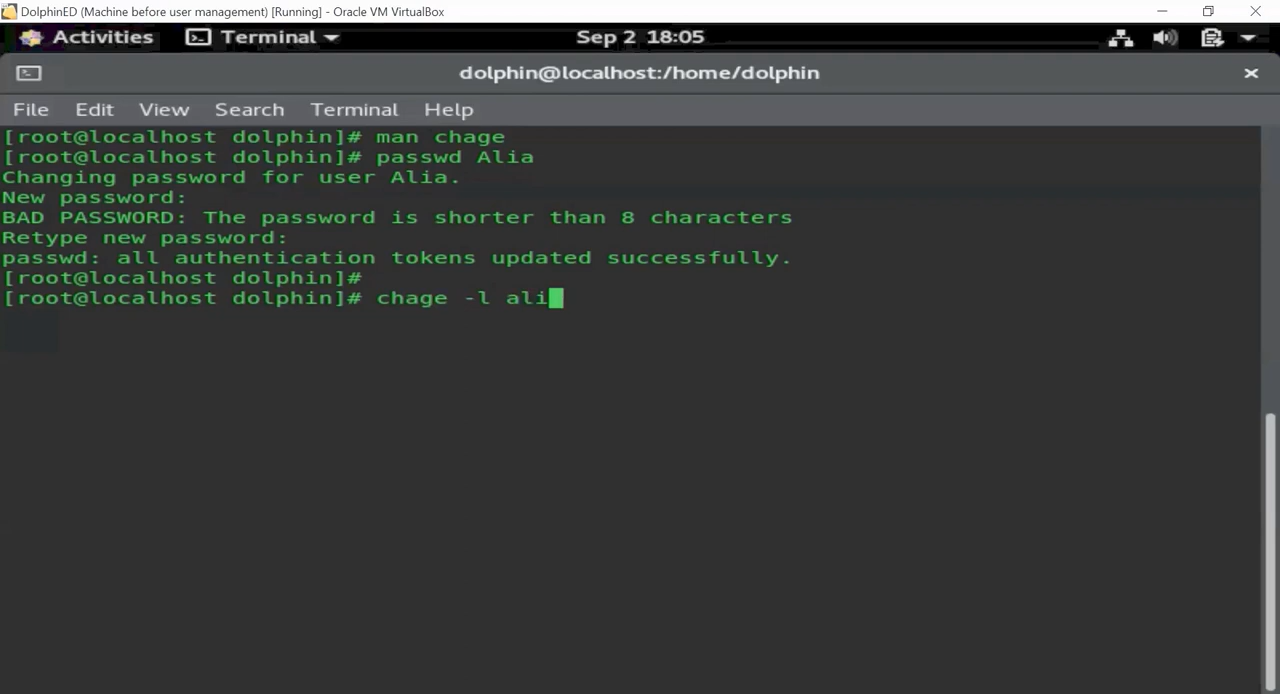 DolphinED (Machine before user management) [Running] - Oracle VM VirtualBox
Activities Terminal Sep 2 18:05
dolphin@localhost:/home/dolphin
File Edit View Search Terminal Help
[root@localhost dolphin]# man chage
[root@localhost dolphin]# passwd Alia
Changing password for user Alia.
New password:
BAD PASSWORD: The password is shorter than 8 characters
Retype new password:
passwd: all authentication tokens updated successfully.
[root@localhost dolphin]#
[root@localhost dolphin]# chage -l ali